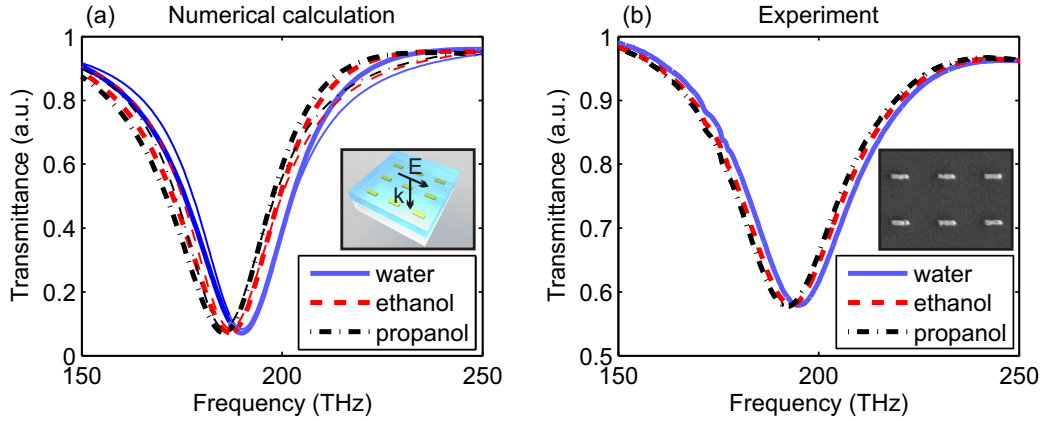 (a) Numerical calculation
Transmittance (a.u.)
1
0.8
0.6
0.4
0.2
0
150
200
250
Frequency (THz)
E
k
water
ethanol
propanol
(b) Experiment
Transmittance (a.u.)
1
0.9
0.8
0.7
0.6
0.5
150
200
250
Frequency (THz)
water
ethanol
propanol